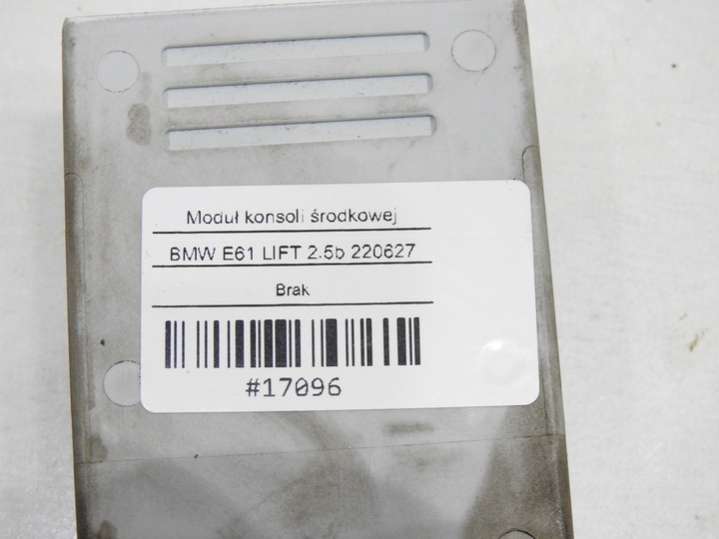 Moduł konsoli środkowej
BMW E61 LIFT 2.5b 220627
Brak
#17096